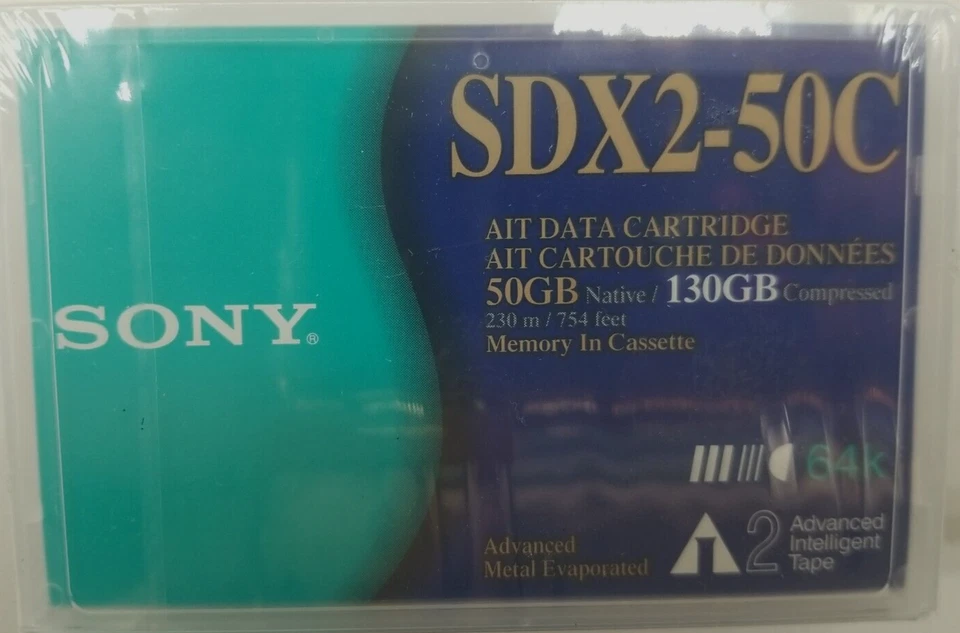 SONY®
SDX2-50C
AIT DATA CARTRIDGE
AIT CARTOUCHE DE DONNÉES
50GB Native / 130GB Compressed
230 m / 754 feet
Memory In Cassette
64k
Advanced
Metal Evaporated
AIT 2
Advanced
Intelligent
Tape